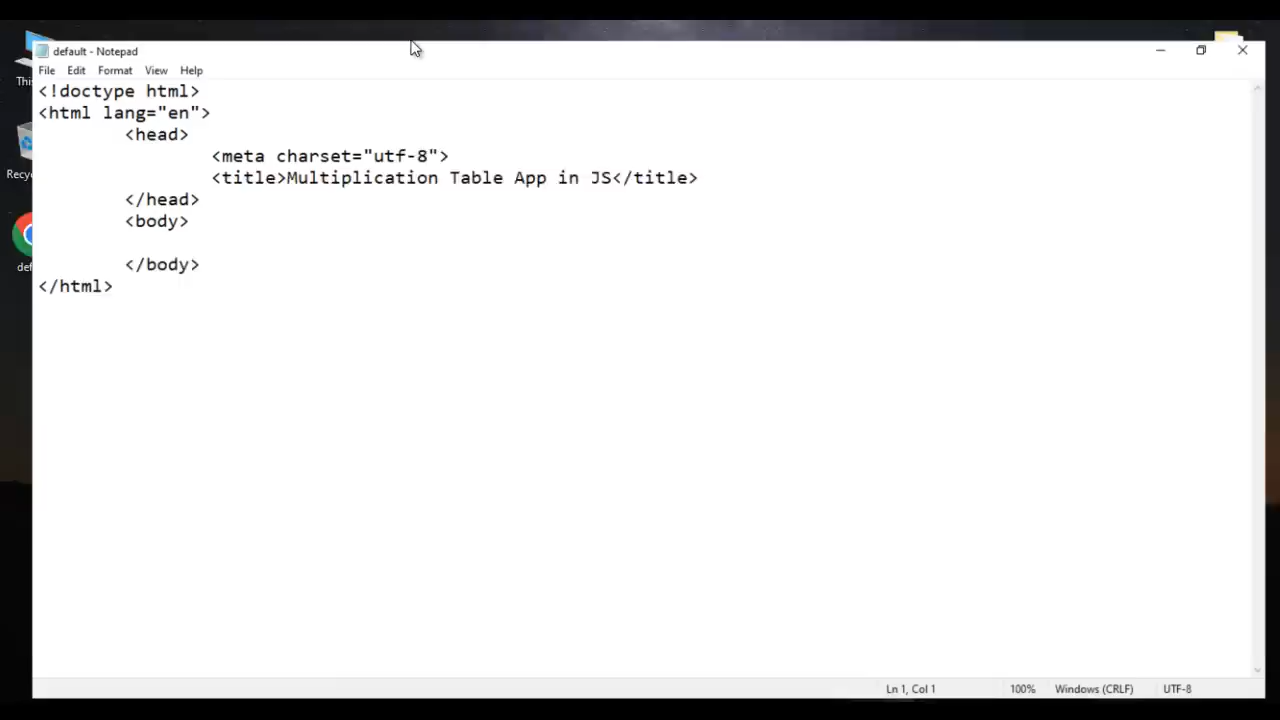 default - Notepad
File Edit Format View Help
<!doctype html>
<html lang="en">
<head>
<meta charset="utf-8">
<title>Multiplication Table App in JS</title>
</head>
<body>
</body>
</html>
Ln 1, Col 1 100% Windows (CRLF) UTF-8